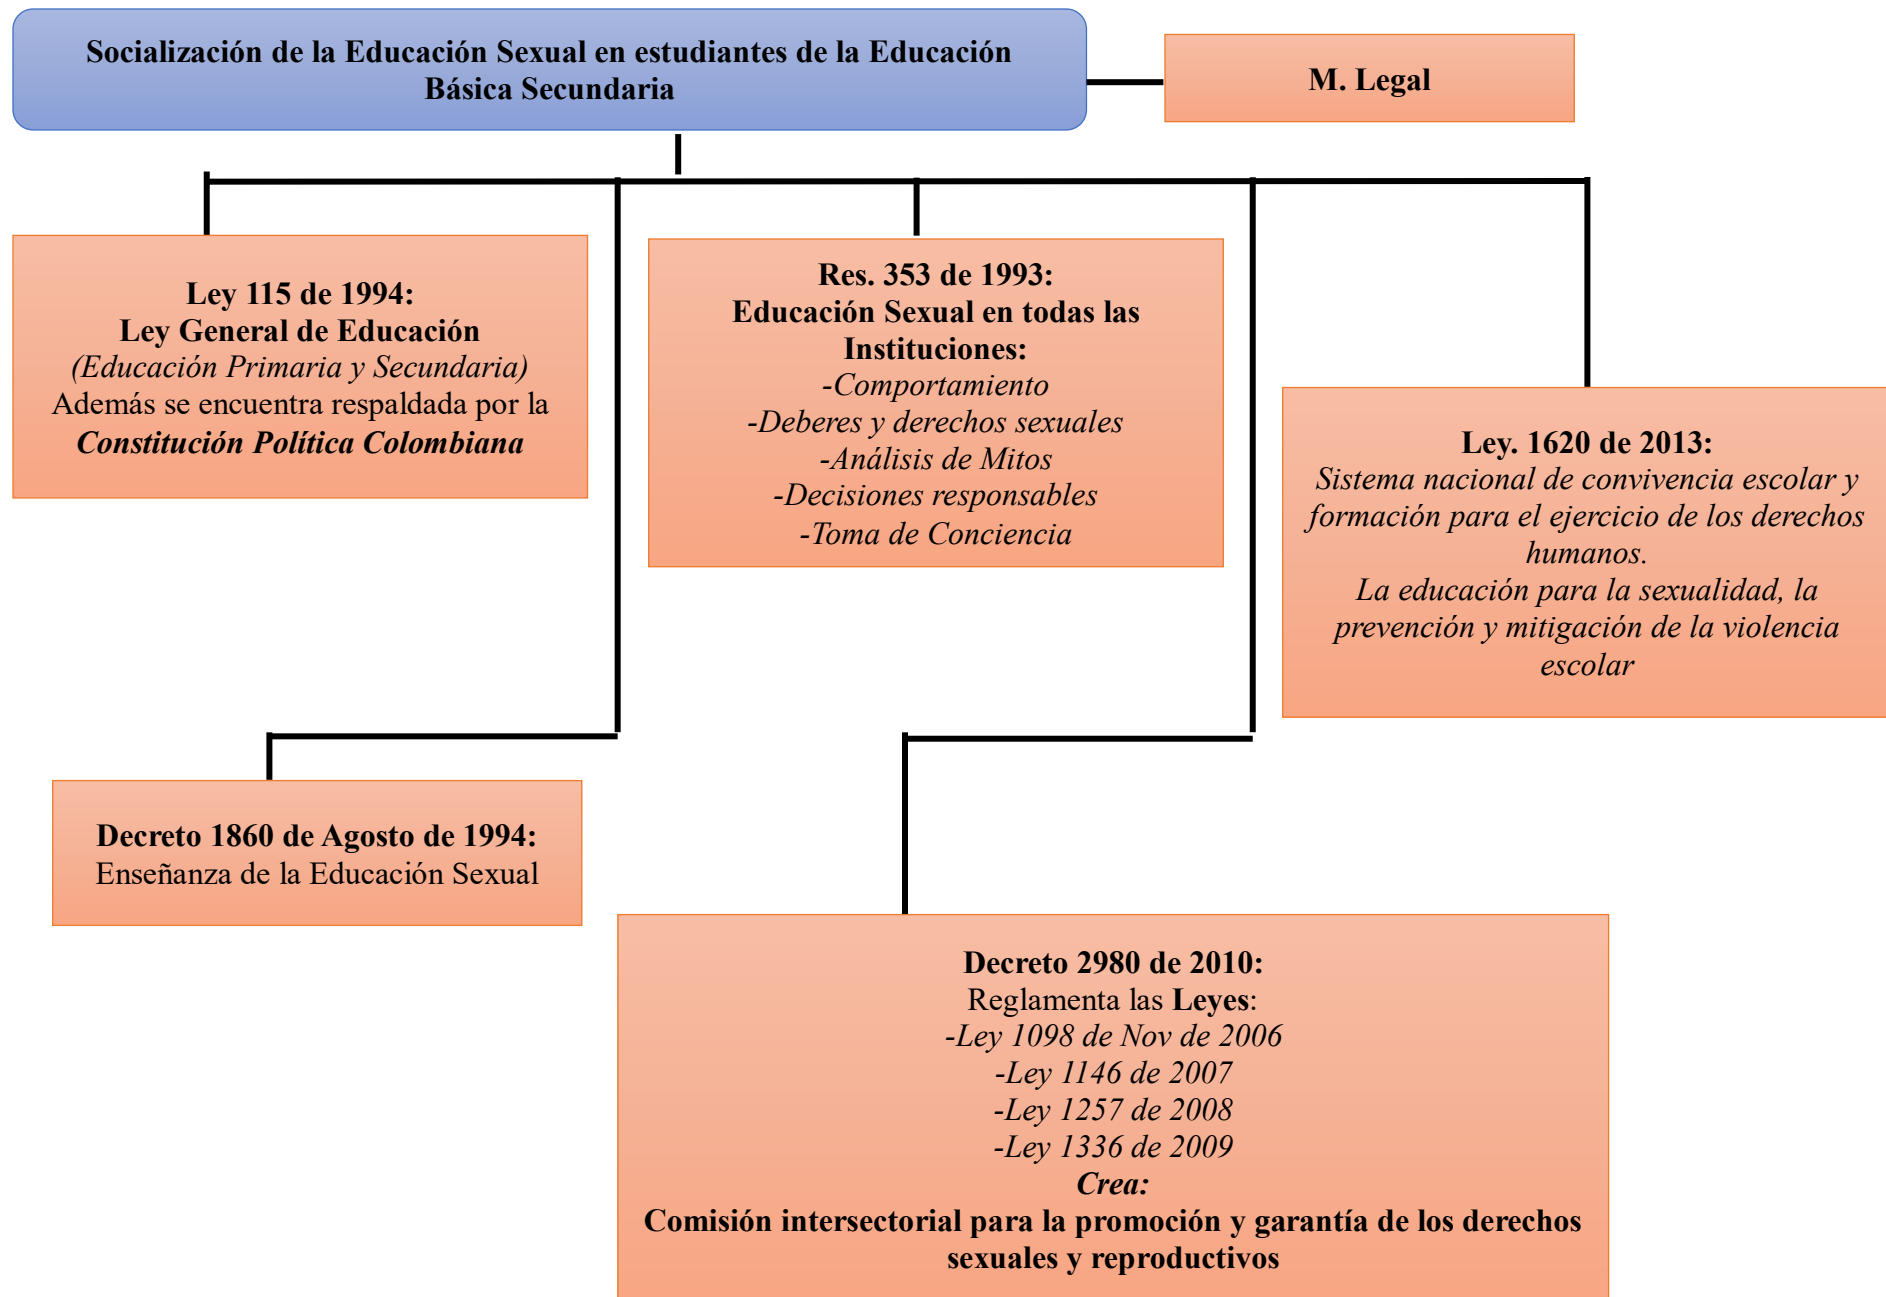 Socialización de la Educación Sexual en estudiantes de la Educación
Básica Secundaria
M. Legal
Ley 115 de 1994:
Ley General de Educación
(Educación Primaria y Secundaria)
Además se encuentra respaldada por la
Constitución Política Colombiana
Res. 353 de 1993:
Educación Sexual en todas las
Instituciones:
-Comportamiento
-Deberes y derechos sexuales
-Análisis de Mitos
-Decisiones responsables
-Toma de Conciencia
Ley. 1620 de 2013:
Sistema nacional de convivencia escolar y
formación para el ejercicio de los derechos
humanos.
La educación para la sexualidad, la
prevención y mitigación de la violencia
escolar
Decreto 1860 de Agosto de 1994:
Enseñanza de la Educación Sexual
Decreto 2980 de 2010:
Reglamenta las Leyes:
-Ley 1098 de Nov de 2006
-Ley 1146 de 2007
-Ley 1257 de 2008
-Ley 1336 de 2009
Crea:
Comisión intersectorial para la promoción y garantía de los derechos
sexuales y reproductivos